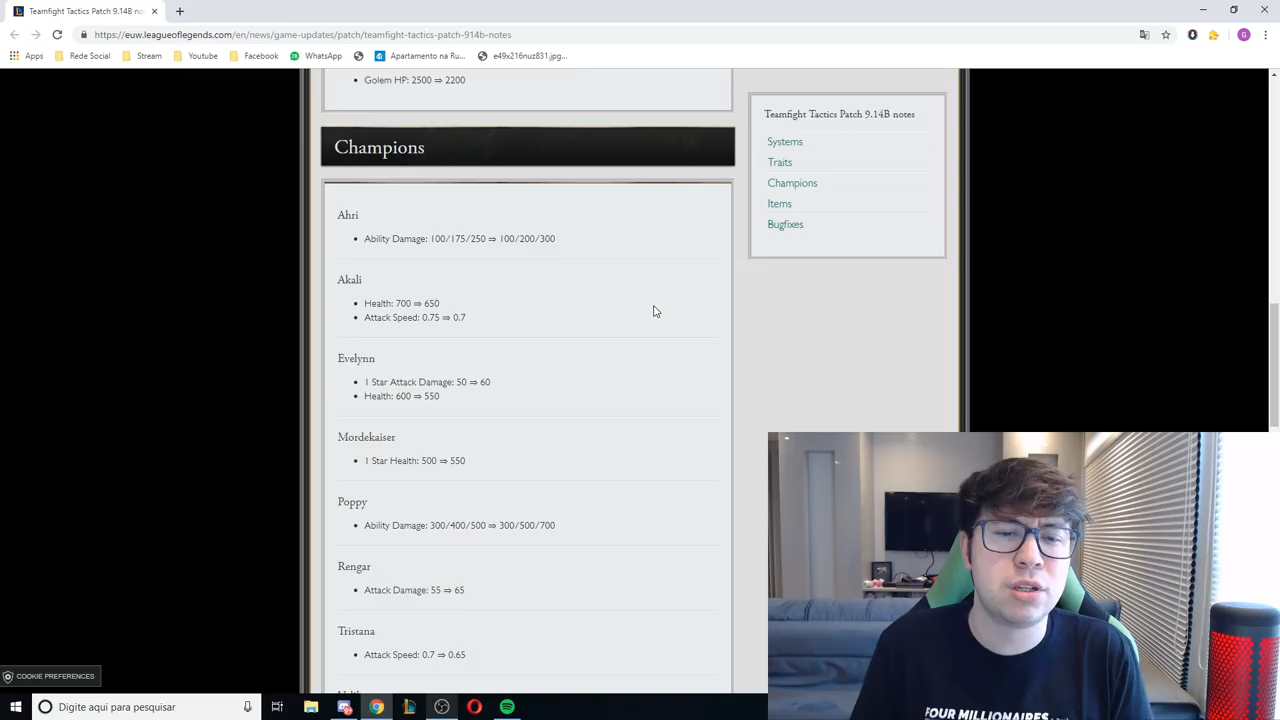 Teamfight Tactics Patch 9.14B no
https://euw.leagueoflegends.com/en/news/game-updates/patch/teamfight-tactics-patch-914b-notes
G
Apps
Rede Social
Stream
Youtube
Facebook
WhatsApp
Apartamento na Ru...
e49x216nuz831.jpg...
• Golem HP: 2500 ⇒ 2200
Champions
Ahri
• Ability Damage: 100/175/250 ⇒ 100/200/300
Akali
• Health: 700 ⇒ 650
• Attack Speed: 0.75 ⇒ 0.7
Evelynn
• 1 Star Attack Damage: 50 ⇒ 60
• Health: 600 ⇒ 550
Mordekaiser
• 1 Star Health: 500 ⇒ 550
Poppy
• Ability Damage: 300/400/500 ⇒ 300/500/700
Rengar
• Attack Damage: 55 ⇒ 65
Tristana
• Attack Speed: 0.7 ⇒ 0.65
Teamfight Tactics Patch 9.14B notes
Systems
Traits
Champions
Items
Bugfixes
COOKIE PREFERENCES
FOUR MILLIONAIRES
Digite aqui para pesquisar